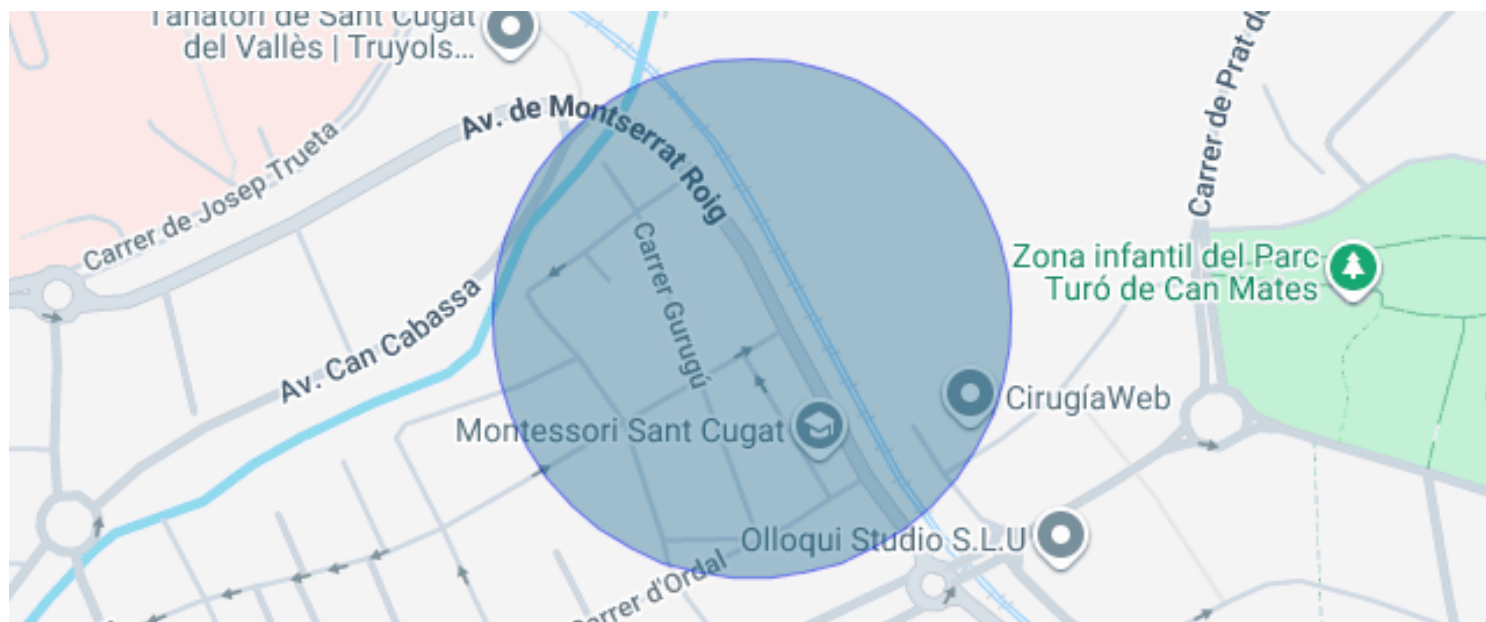 Tanatori de Sant Cugat
del Vallès | Truyols...
Av. de Montserrat Roig
Carrer de Prat de
Carrer de Josep Trueta
Carrer Gurugú
Zona infantil del Parc
Turó de Can Mates
Av. Can Cabassa
CirugíaWeb
Montessori Sant Cugat
Olloqui Studio S.L.U
Carrer d'Ordal